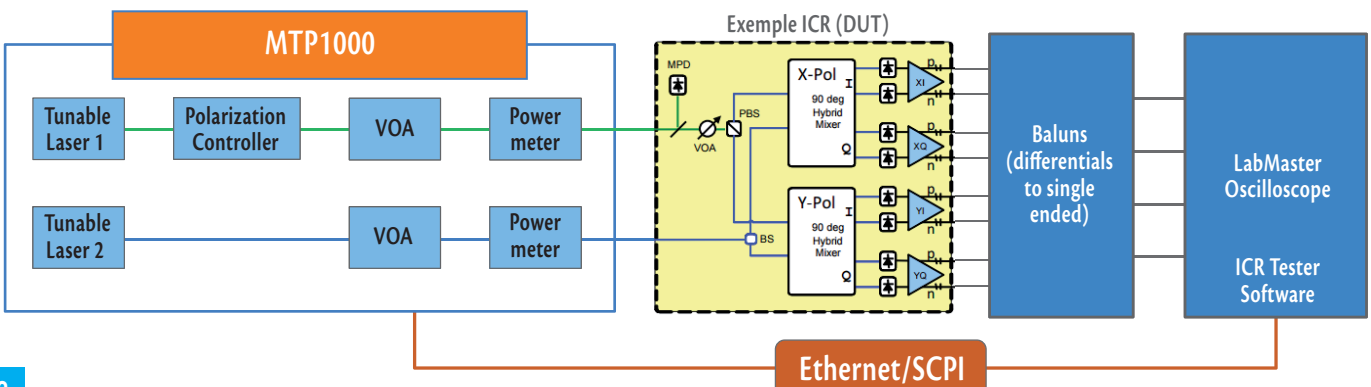 Exemple ICR (DUT)
MTP1000
Tunable
Laser 1
Polarization
Controller
VOA
Power
meter
Tunable
Laser 2
VOA
Power
meter
MPD
VOA
PBS
BS
X-Pol
I
90 deg
Hybrid
Mixer
Q
Y-Pol
I
90 deg
Hybrid
Mixer
Q
p
XI
n
p
XQ
n
p
YI
n
p
YQ
n
Baluns
(differentials
to single
ended)
LabMaster
Oscilloscope
ICR Tester
Software
Ethernet/SCPI